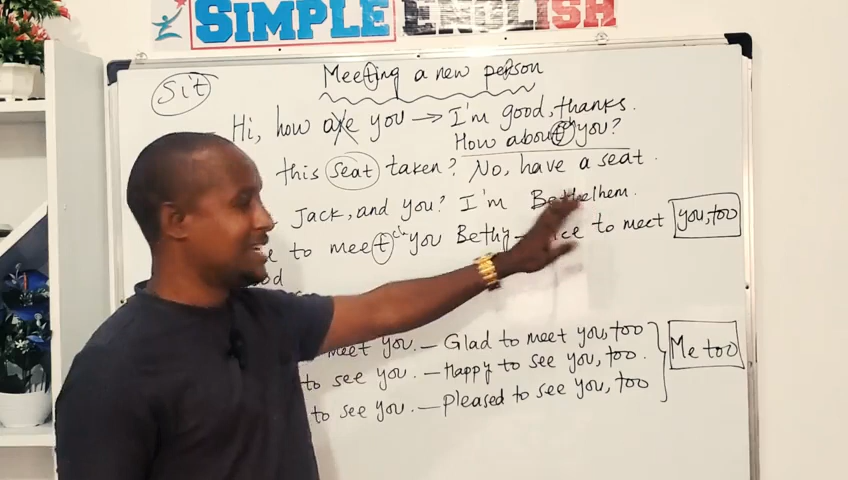 SIMPLE ENGLISH
Sit
Meeting a new person
Hi, how are you → I'm good, thanks.
How about ch you?
this seat taken? No, have a seat.
Jack, and you? I'm Bethelhem.
to meet ch you Bethy - to meet you, too
meet you. - Glad to meet you, too
to see you. - Happy to see you, too.
to see you. - Pleased to see you, too
Me too